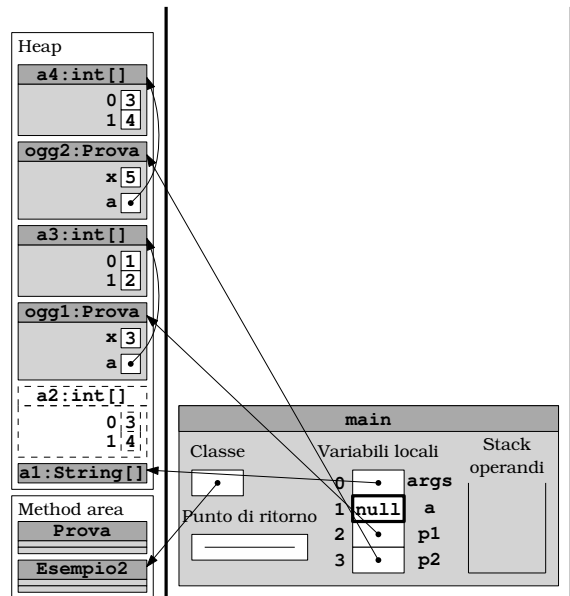 Heap
a4:int[]
0 3
1 4
ogg2:Prova
x 5
a
a3:int[]
0 1
1 2
ogg1:Prova
x 3
a
a2:int[]
0 3
1 4
a1:String[]
Method area
Prova
Esempio2
main
Classe
Punto di ritorno
Variabili locali
0 args
1 null a
2 p1
3 p2
Stack
operandi